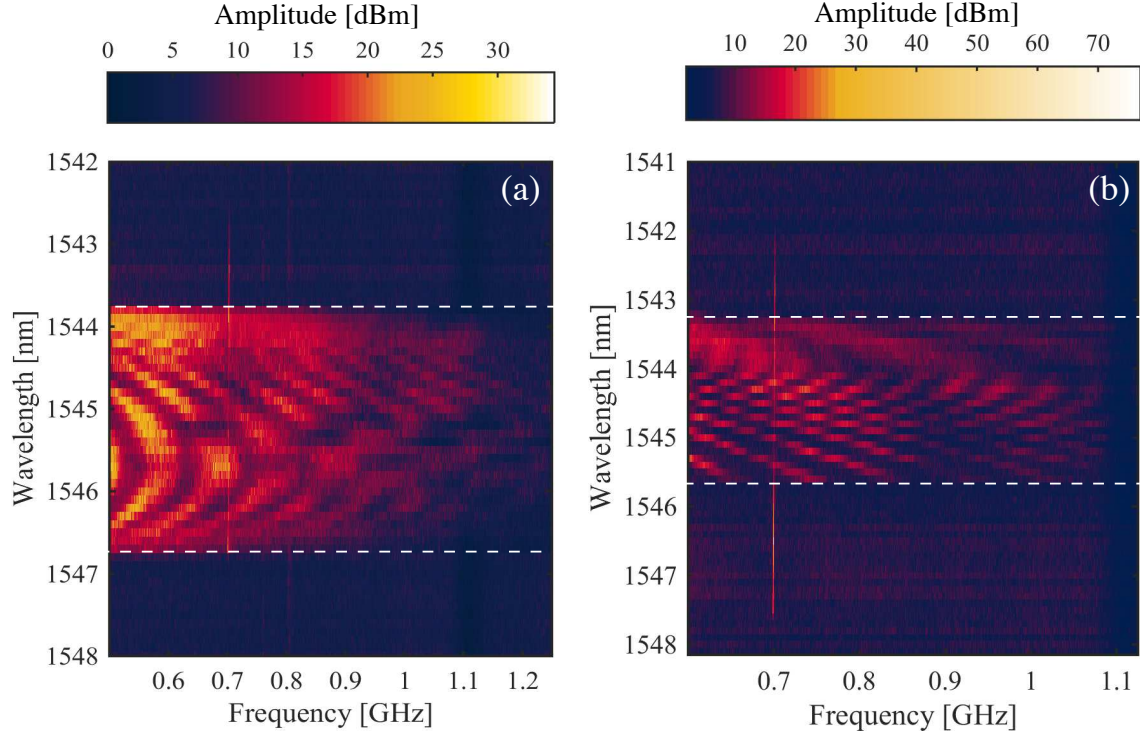 Amplitude [dBm]
0 5 10 15 20 25 30
Wavelength [nm]
1542
1543
1544
1545
1546
1547
1548
(a)
0.6 0.7 0.8 0.9 1 1.1 1.2
Frequency [GHz]
Amplitude [dBm]
10 20 30 40 50 60 70
Wavelength [nm]
1541
1542
1543
1544
1545
1546
1547
1548
(b)
0.7 0.8 0.9 1 1.1
Frequency [GHz]